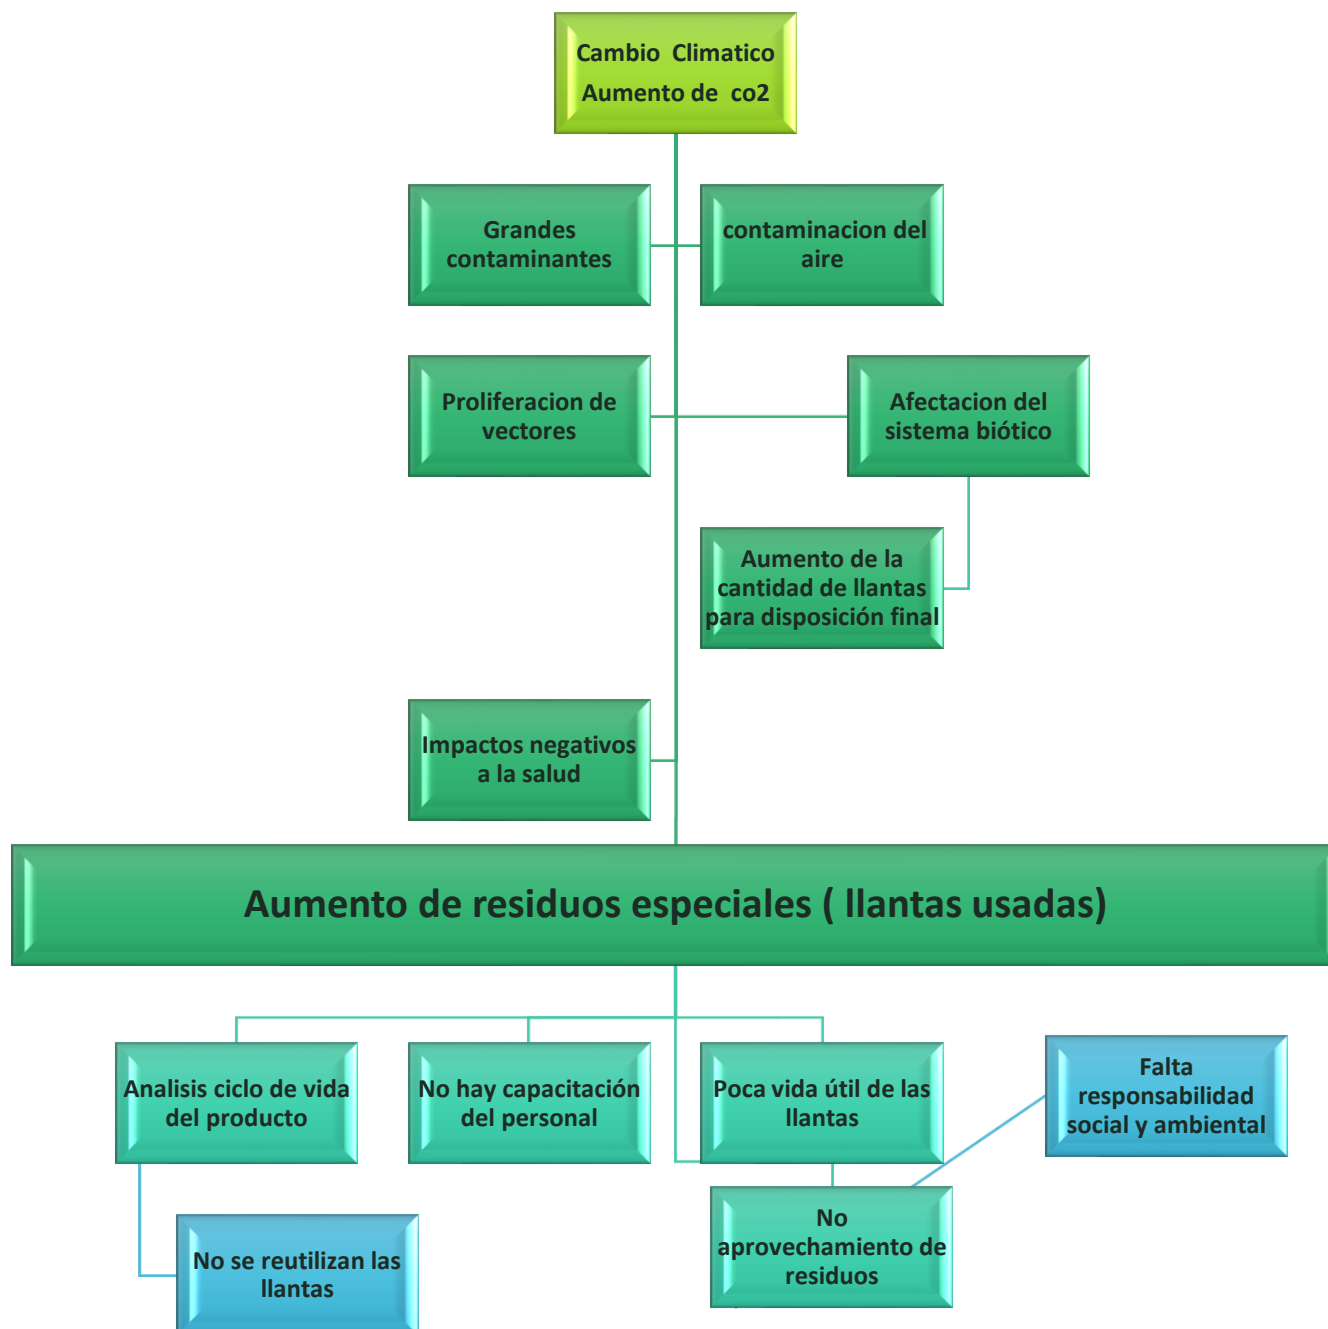 Cambio Climatico
Aumento de co2
Grandes
contaminantes
contaminacion del
aire
Proliferacion de
vectores
Afectacion del
sistema biótico
Aumento de la
cantidad de llantas
para disposición final
Impactos negativos
a la salud
Aumento de residuos especiales ( llantas usadas)
Analisis ciclo de vida
del producto
No hay capacitación
del personal
Poca vida útil de las
llantas
Falta
responsabilidad
social y ambiental
No se reutilizan las
llantas
No
aprovechamiento de
residuos